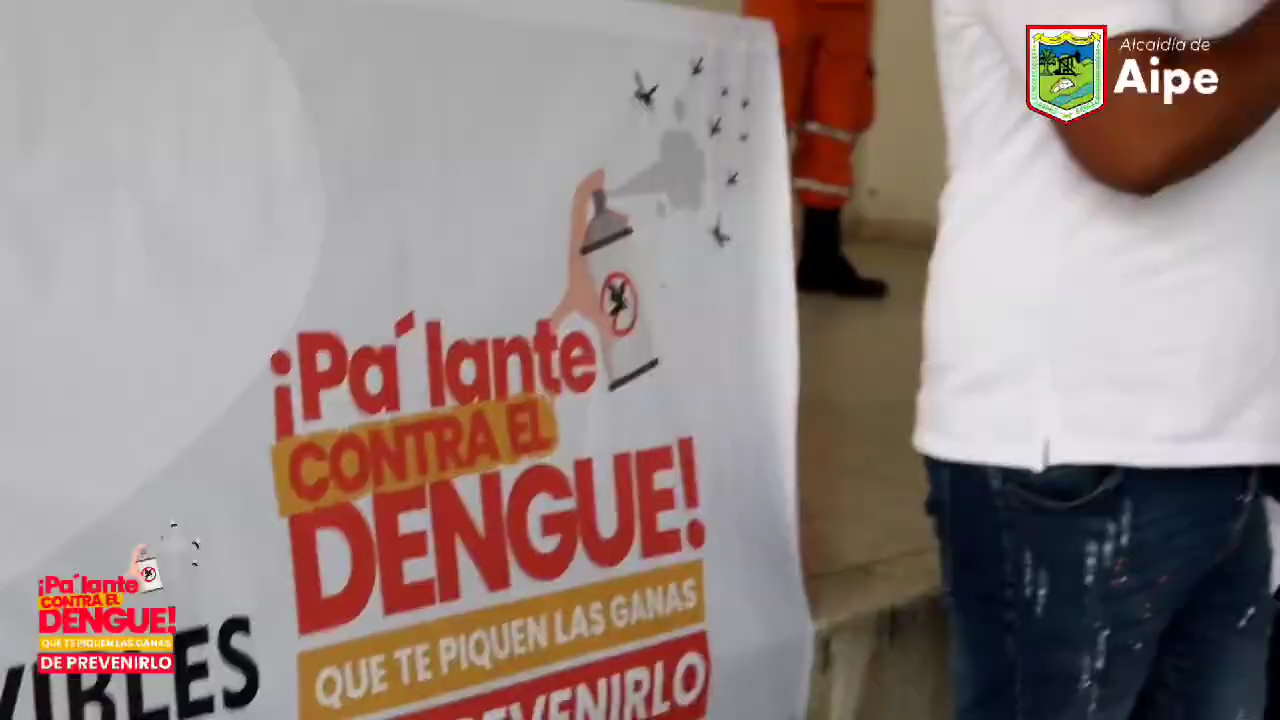 Alcaldía de
Aipe
¡Pa´lante
CONTRA EL
DENGUE!
QUE TE PIQUEN LAS GANAS
PREVENIRLO
¡Pa´lante
CONTRA EL
DENGUE!
QUE TE PIQUEN LAS GANAS
DE PREVENIRLO